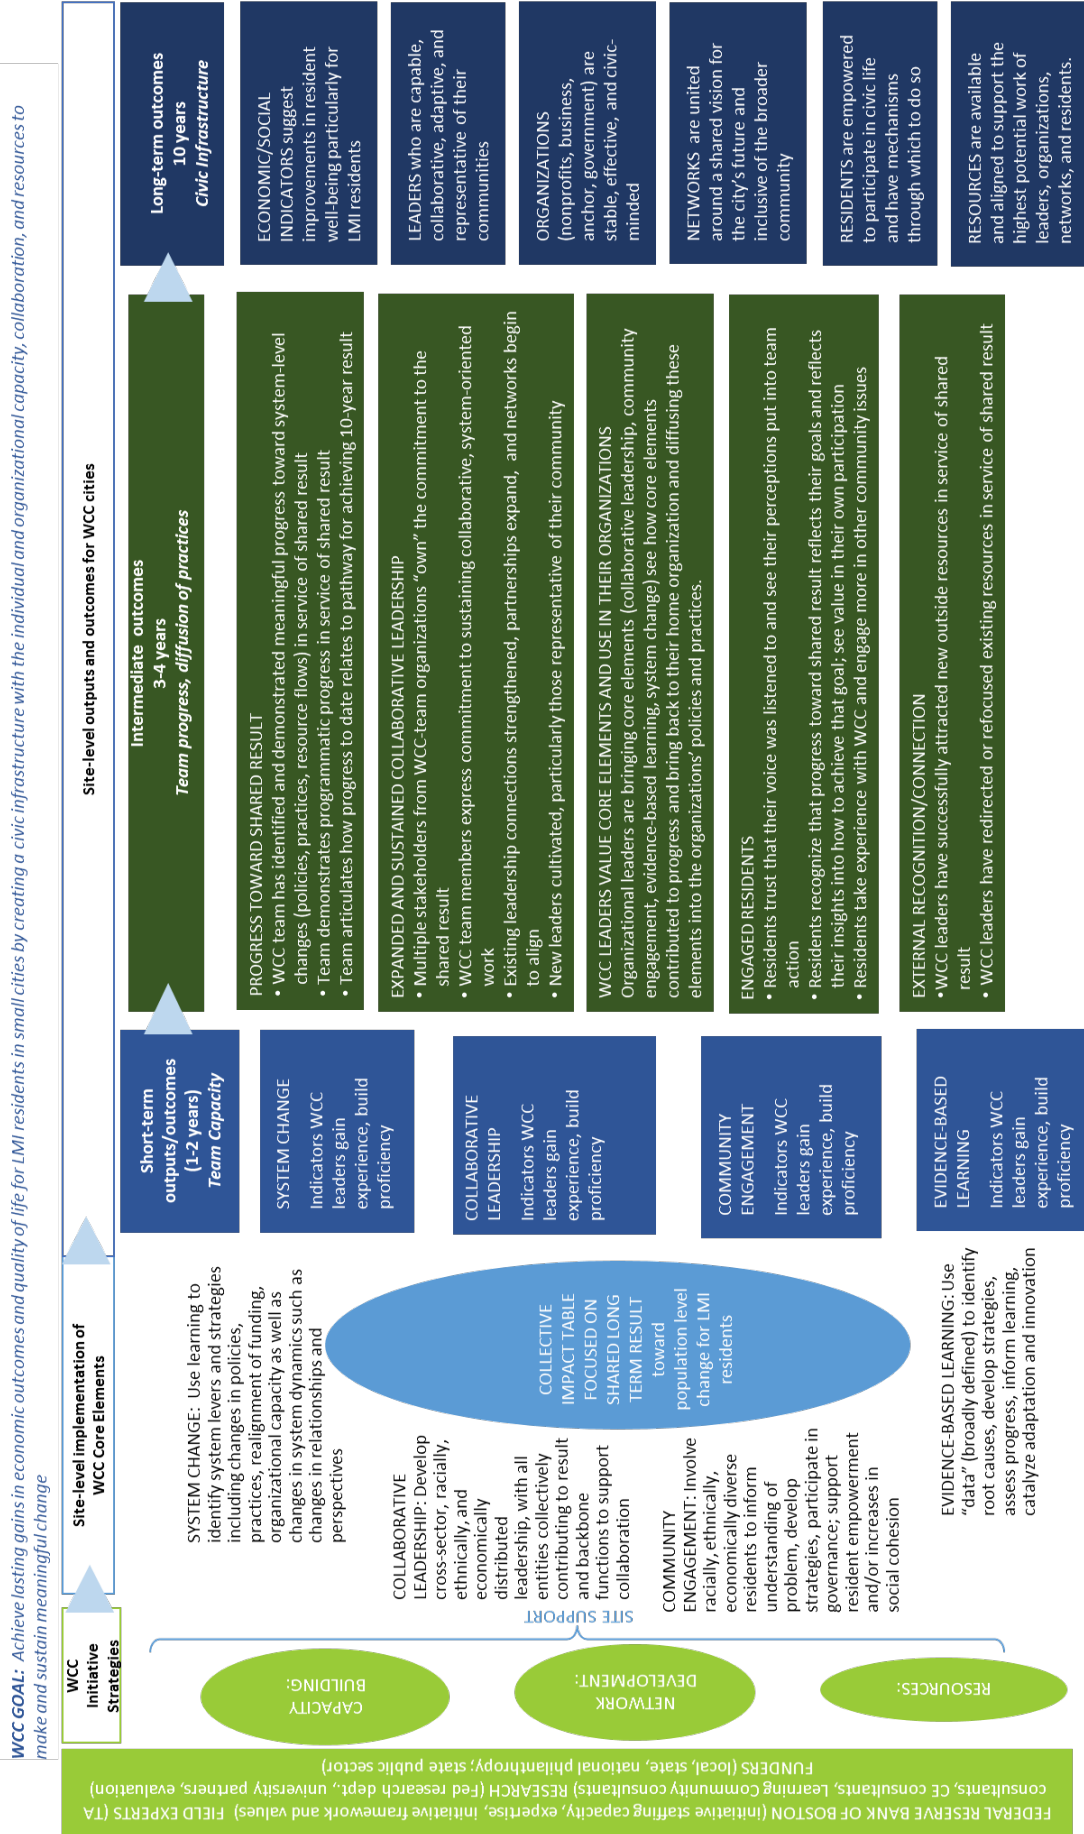 WCC GOAL: Achieve lasting gains in economic outcomes and quality of life for LMI residents in small cities by creating a civic infrastructure with the individual and organizational capacity, collaboration, and resources to
make and sustain meaningful change
WCC
Initiative
Strategies
Site-level implementation of
WCC Core Elements
Site-level outputs and outcomes for WCC cities
FEDERAL RESERVE BANK OF BOSTON (initiative staffing capacity, expertise, initiative framework and values) FIELD EXPERTS (TA
consultants, CE consultants, Learning Community consultants) RESEARCH (Fed research dept., university partners, evaluation)
FUNDERS (local, state, national philanthropy; state public sector)
CAPACITY
BUILDING:
NETWORK
DEVELOPMENT:
RESOURCES:
SITE SUPPORT
SYSTEM CHANGE: Use learning to
identify system levers and strategies
including changes in policies,
practices, realignment of funding,
organizational capacity as well as
changes in system dynamics such as
changes in relationships and
perspectives
COLLABORATIVE
LEADERSHIP: Develop
cross-sector, racially,
ethnically, and
economically
distributed
leadership, with all
entities collectively
contributing to result
and backbone
functions to support
collaboration
COMMUNITY
ENGAGEMENT: Involve
racially, ethnically,
economically diverse
residents to inform
understanding of
problem, develop
strategies, participate in
governance; support
resident empowerment
and/or increases in
social cohesion
EVIDENCE-BASED LEARNING: Use
“data” (broadly defined) to identify
root causes, develop strategies,
assess progress, inform learning,
catalyze adaptation and innovation
COLLECTIVE
IMPACT TABLE
FOCUSED ON
SHARED LONG
TERM RESULT
toward
population level
change for LMI
residents
Short-term
outputs/outcomes
(1-2 years)
Team Capacity
SYSTEM CHANGE
Indicators WCC
leaders gain
experience, build
proficiency
COLLABORATIVE
LEADERSHIP
Indicators WCC
leaders gain
experience, build
proficiency
COMMUNITY
ENGAGEMENT
Indicators WCC
leaders gain
experience, build
proficiency
EVIDENCE-BASED
LEARNING
Indicators WCC
leaders gain
experience, build
proficiency
Intermediate outcomes
3-4 years
Team progress, diffusion of practices
PROGRESS TOWARD SHARED RESULT
• WCC team has identified and demonstrated meaningful progress toward system-level
changes (policies, practices, resource flows) in service of shared result
• Team demonstrates programmatic progress in service of shared result
• Team articulates how progress to date relates to pathway for achieving 10-year result
EXPANDED AND SUSTAINED COLLABORATIVE LEADERSHIP
• Multiple stakeholders from WCC-team organizations “own” the commitment to the
shared result
• WCC team members express commitment to sustaining collaborative, system-oriented
work
• Existing leadership connections strengthened, partnerships expand, and networks begin
to align
• New leaders cultivated, particularly those representative of their community
WCC LEADERS VALUE CORE ELEMENTS AND USE IN THEIR ORGANIZATIONS
Organizational leaders are bringing core elements (collaborative leadership, community
engagement, evidence-based learning, system change) see how core elements
contributed to progress and bring back to their home organization and diffusing these
elements into the organizations’ policies and practices.
ENGAGED RESIDENTS
• Residents trust that their voice was listened to and see their perceptions put into team
action
• Residents recognize that progress toward shared result reflects their goals and reflects
their insights into how to achieve that goal; see value in their own participation
• Residents take experience with WCC and engage more in other community issues
EXTERNAL RECOGNITION/CONNECTION
• WCC leaders have successfully attracted new outside resources in service of shared
result
• WCC leaders have redirected or refocused existing resources in service of shared result
Long-term outcomes
10 years
Civic Infrastructure
ECONOMIC/SOCIAL
INDICATORS suggest
improvements in resident
well-being particularly for
LMI residents
LEADERS who are capable,
collaborative, adaptive, and
representative of their
communities
ORGANIZATIONS
(nonprofits, business,
anchor, government) are
stable, effective, and civic-
minded
NETWORKS are united
around a shared vision for
the city’s future and
inclusive of the broader
community
RESIDENTS are empowered
to participate in civic life
and have mechanisms
through which to do so
RESOURCES are available
and aligned to support the
highest potential work of
leaders, organizations,
networks, and residents.